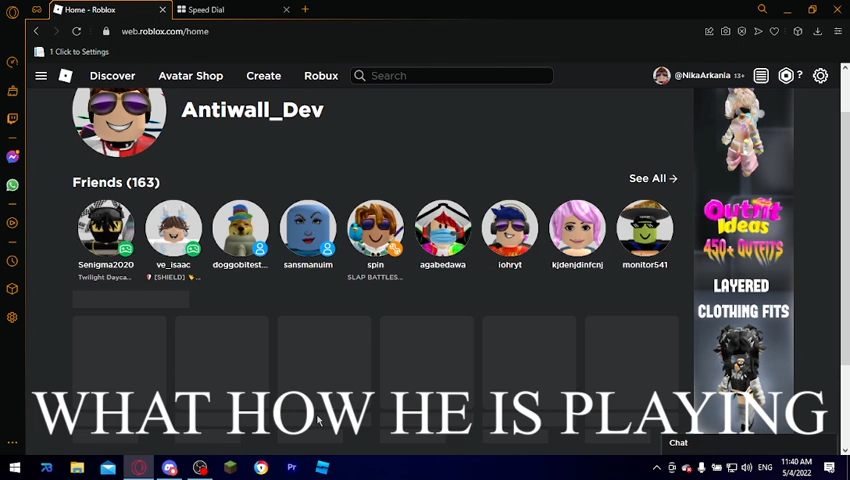 Home - Roblox
Speed Dial
web.roblox.com/home
1 Click to Settings
Discover
Avatar Shop
Create
Robux
Search
@NikaArkania 13+
?
Antiwall_Dev
Friends (163)
See All
Senigma2020
ve_isaac
doggobitest...
sansmanuim
spin
agabedawa
iohryt
kjdenjdinfcnj
monitor541
Twilight Dayca...
[SHIELD]
SLAP BATTLES...
Outfit
Ideas
450+ OUTFITS
LAYERED
CLOTHING FITS
WHAT HOW HE IS PLAYING
Chat
Pr
ENG
11:40 AM
5/4/2022